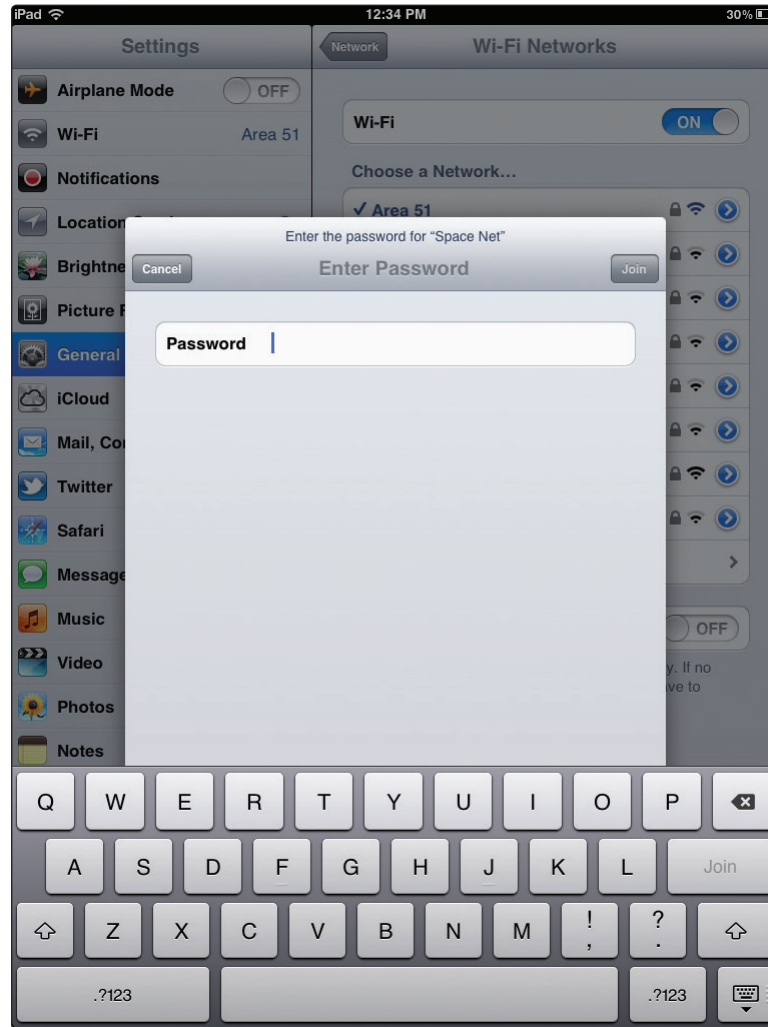 iPad 12:34 PM 30%
Settings
Network Wi-Fi Networks
Airplane Mode OFF
Wi-Fi Area 51
Notifications
Location
Brightne
Picture F
General
iCloud
Mail, Co
Twitter
Safari
Message
Music
Video
Photos
Notes
Wi-Fi ON
Choose a Network...
✓ Area 51
OFF
y. If no
ve to
Enter the password for “Space Net”
Cancel Enter Password Join
Password
Q W E R T Y U I O P
A S D F G H J K L Join
Z X C V B N M ! , ? .
.?123 .?123